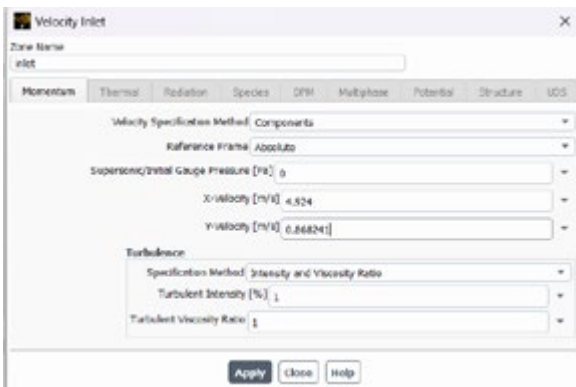 Velocity Inlet
Zone Name
inlet
Momentum Thermal Radiation Species DPM Multiphase Potential Structure UDS
Velocity Specification Method Components
Reference Frame Absolute
Supersonic/Initial Gauge Pressure [Pa] 0
X-Velocity [m/s] 4.924
Y-Velocity [m/s] 0.868241
Turbulence
Specification Method Intensity and Viscosity Ratio
Turbulent Intensity [%] 1
Turbulent Viscosity Ratio 1
Apply Close Help